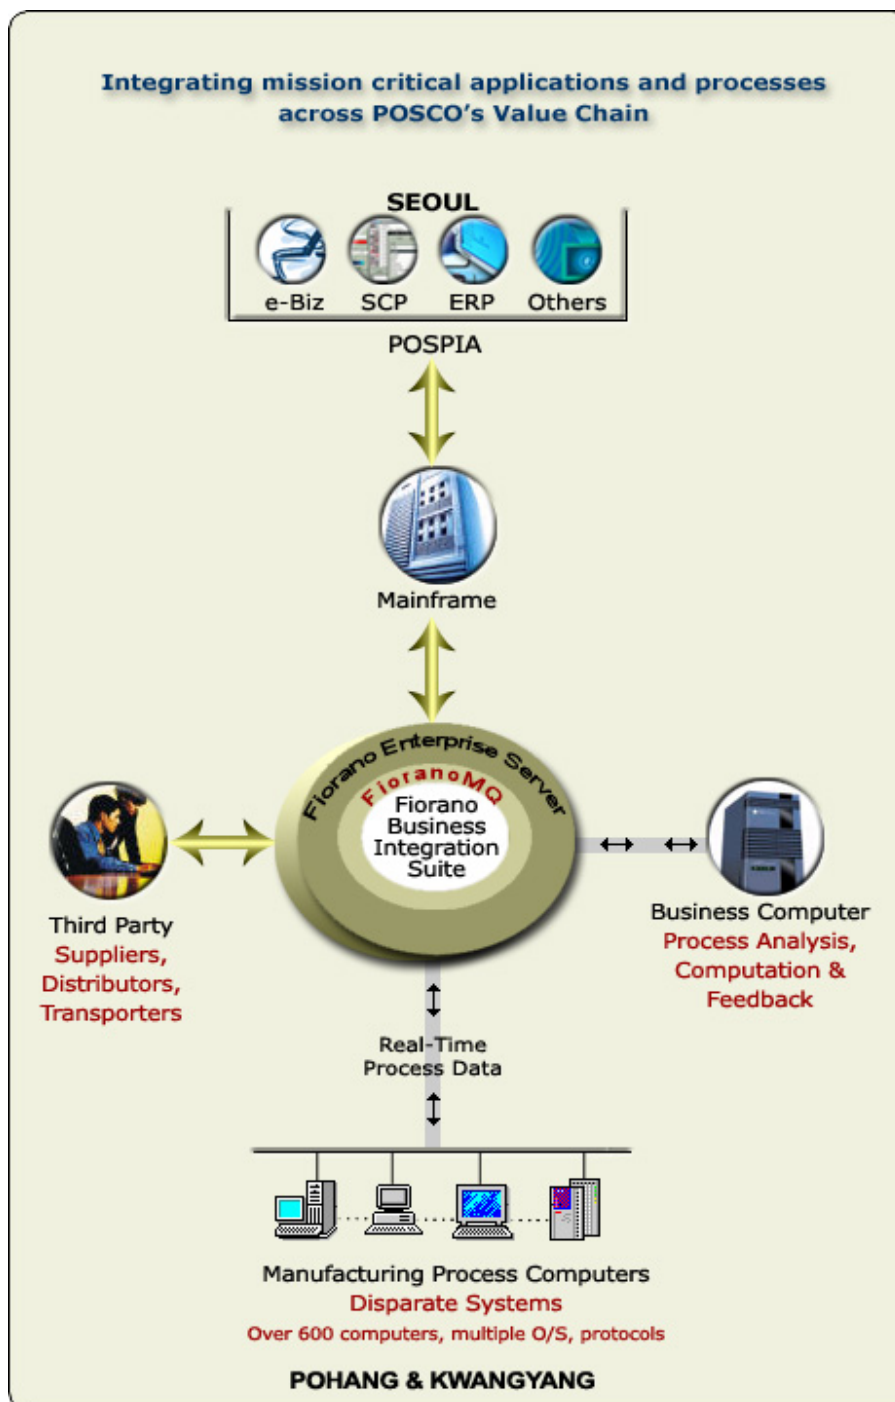 Integrating mission critical applications and processes
across POSCO's Value Chain
SEOUL
e-Biz SCP ERP Others
POSPIA
Mainframe
Fiorano Enterprise Server
FioranoMQ
Fiorano
Business
Integration
Suite
Third Party
Suppliers,
Distributors,
Transporters
Business Computer
Process Analysis,
Computation &
Feedback
Real-Time
Process Data
Manufacturing Process Computers
Disparate Systems
Over 600 computers, multiple O/S, protocols
POHANG & KWANGYANG